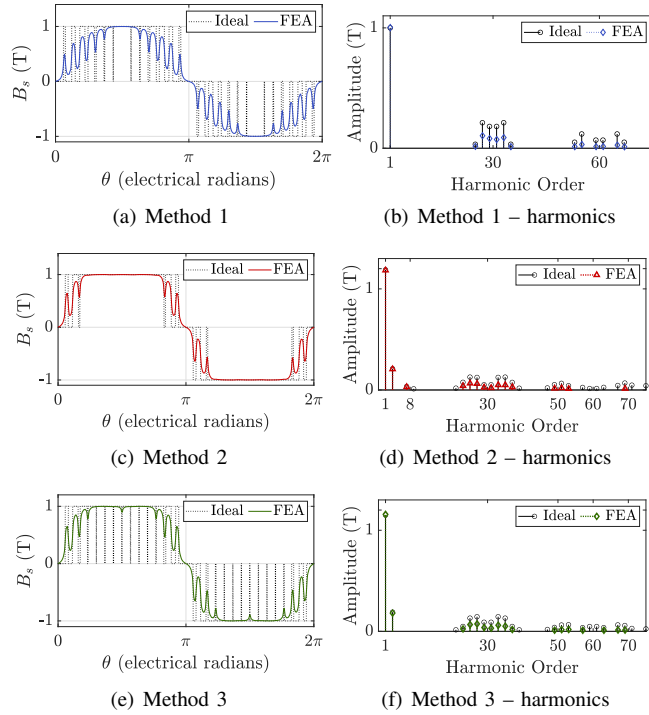 Ideal FEA
B_s (T)
1
0
-1
0 π 2π
θ (electrical radians)
(a) Method 1
Ideal FEA
Amplitude (T)
1
0
1 30 60
Harmonic Order
(b) Method 1 – harmonics
Ideal FEA
B_s (T)
1
0
-1
0 π 2π
θ (electrical radians)
(c) Method 2
Ideal FEA
Amplitude (T)
1
0
1 8 30 50 60 70
Harmonic Order
(d) Method 2 – harmonics
Ideal FEA
B_s (T)
1
0
-1
0 π 2π
θ (electrical radians)
(e) Method 3
Ideal FEA
Amplitude (T)
1
0
1 30 50 60 70
Harmonic Order
(f) Method 3 – harmonics